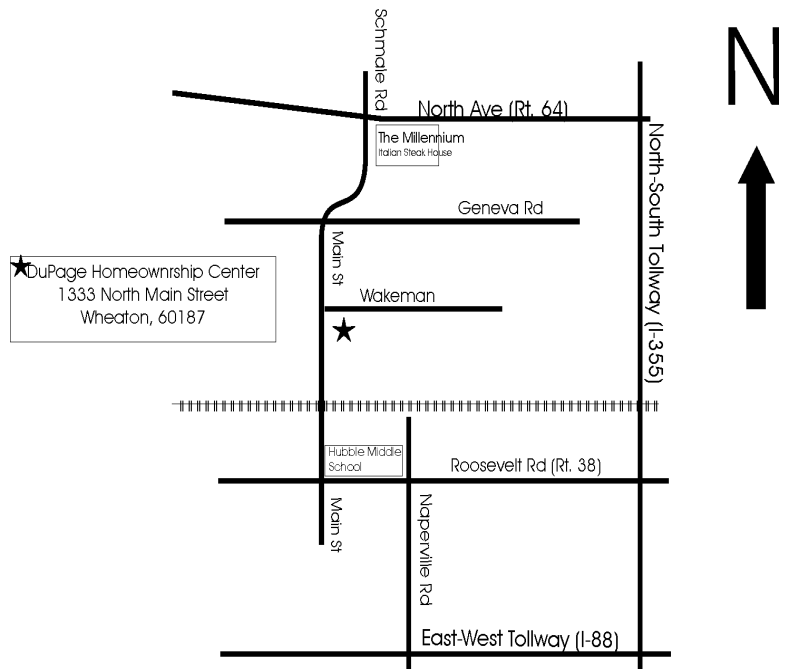 N
Schmale Rd
North Ave (Rt. 64)
The Millennium
Italian Steak House
North-South Tollway (I-355)
Geneva Rd
Main St
DuPage Homeownrship Center
1333 North Main Street
Wheaton, 60187
Wakeman
Hubble Middle
School
Roosevelt Rd (Rt. 38)
Main St
Naperville Rd
East-West Tollway (I-88)